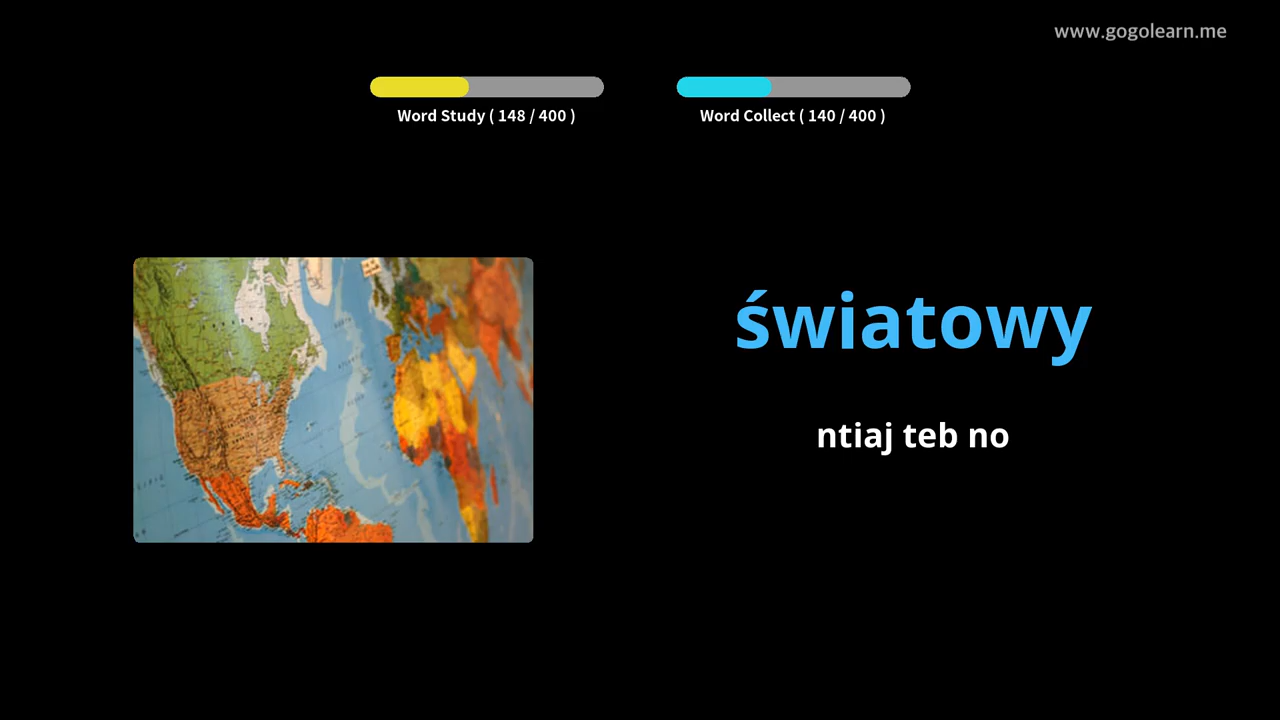 www.gogolearn.me
Word Study ( 148 / 400 )
Word Collect ( 140 / 400 )
światowy
ntiaj teb no